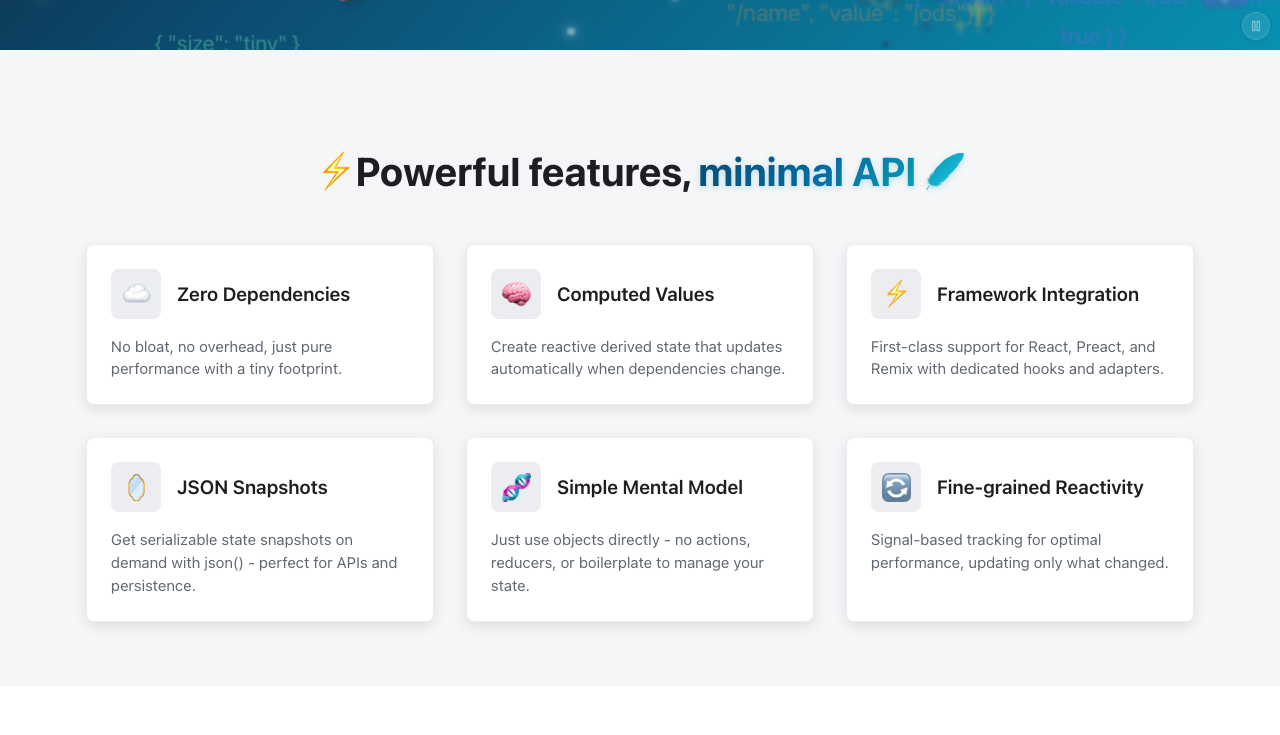 "/name", "value": "jods" } }
{ "size": "tiny" }
true } }
⚡Powerful features, minimal API
Zero Dependencies
No bloat, no overhead, just pure
performance with a tiny footprint.
Computed Values
Create reactive derived state that updates
automatically when dependencies change.
Framework Integration
First-class support for React, Preact, and
Remix with dedicated hooks and adapters.
JSON Snapshots
Get serializable state snapshots on
demand with json() - perfect for APIs and
persistence.
Simple Mental Model
Just use objects directly - no actions,
reducers, or boilerplate to manage your
state.
Fine-grained Reactivity
Signal-based tracking for optimal
performance, updating only what changed.